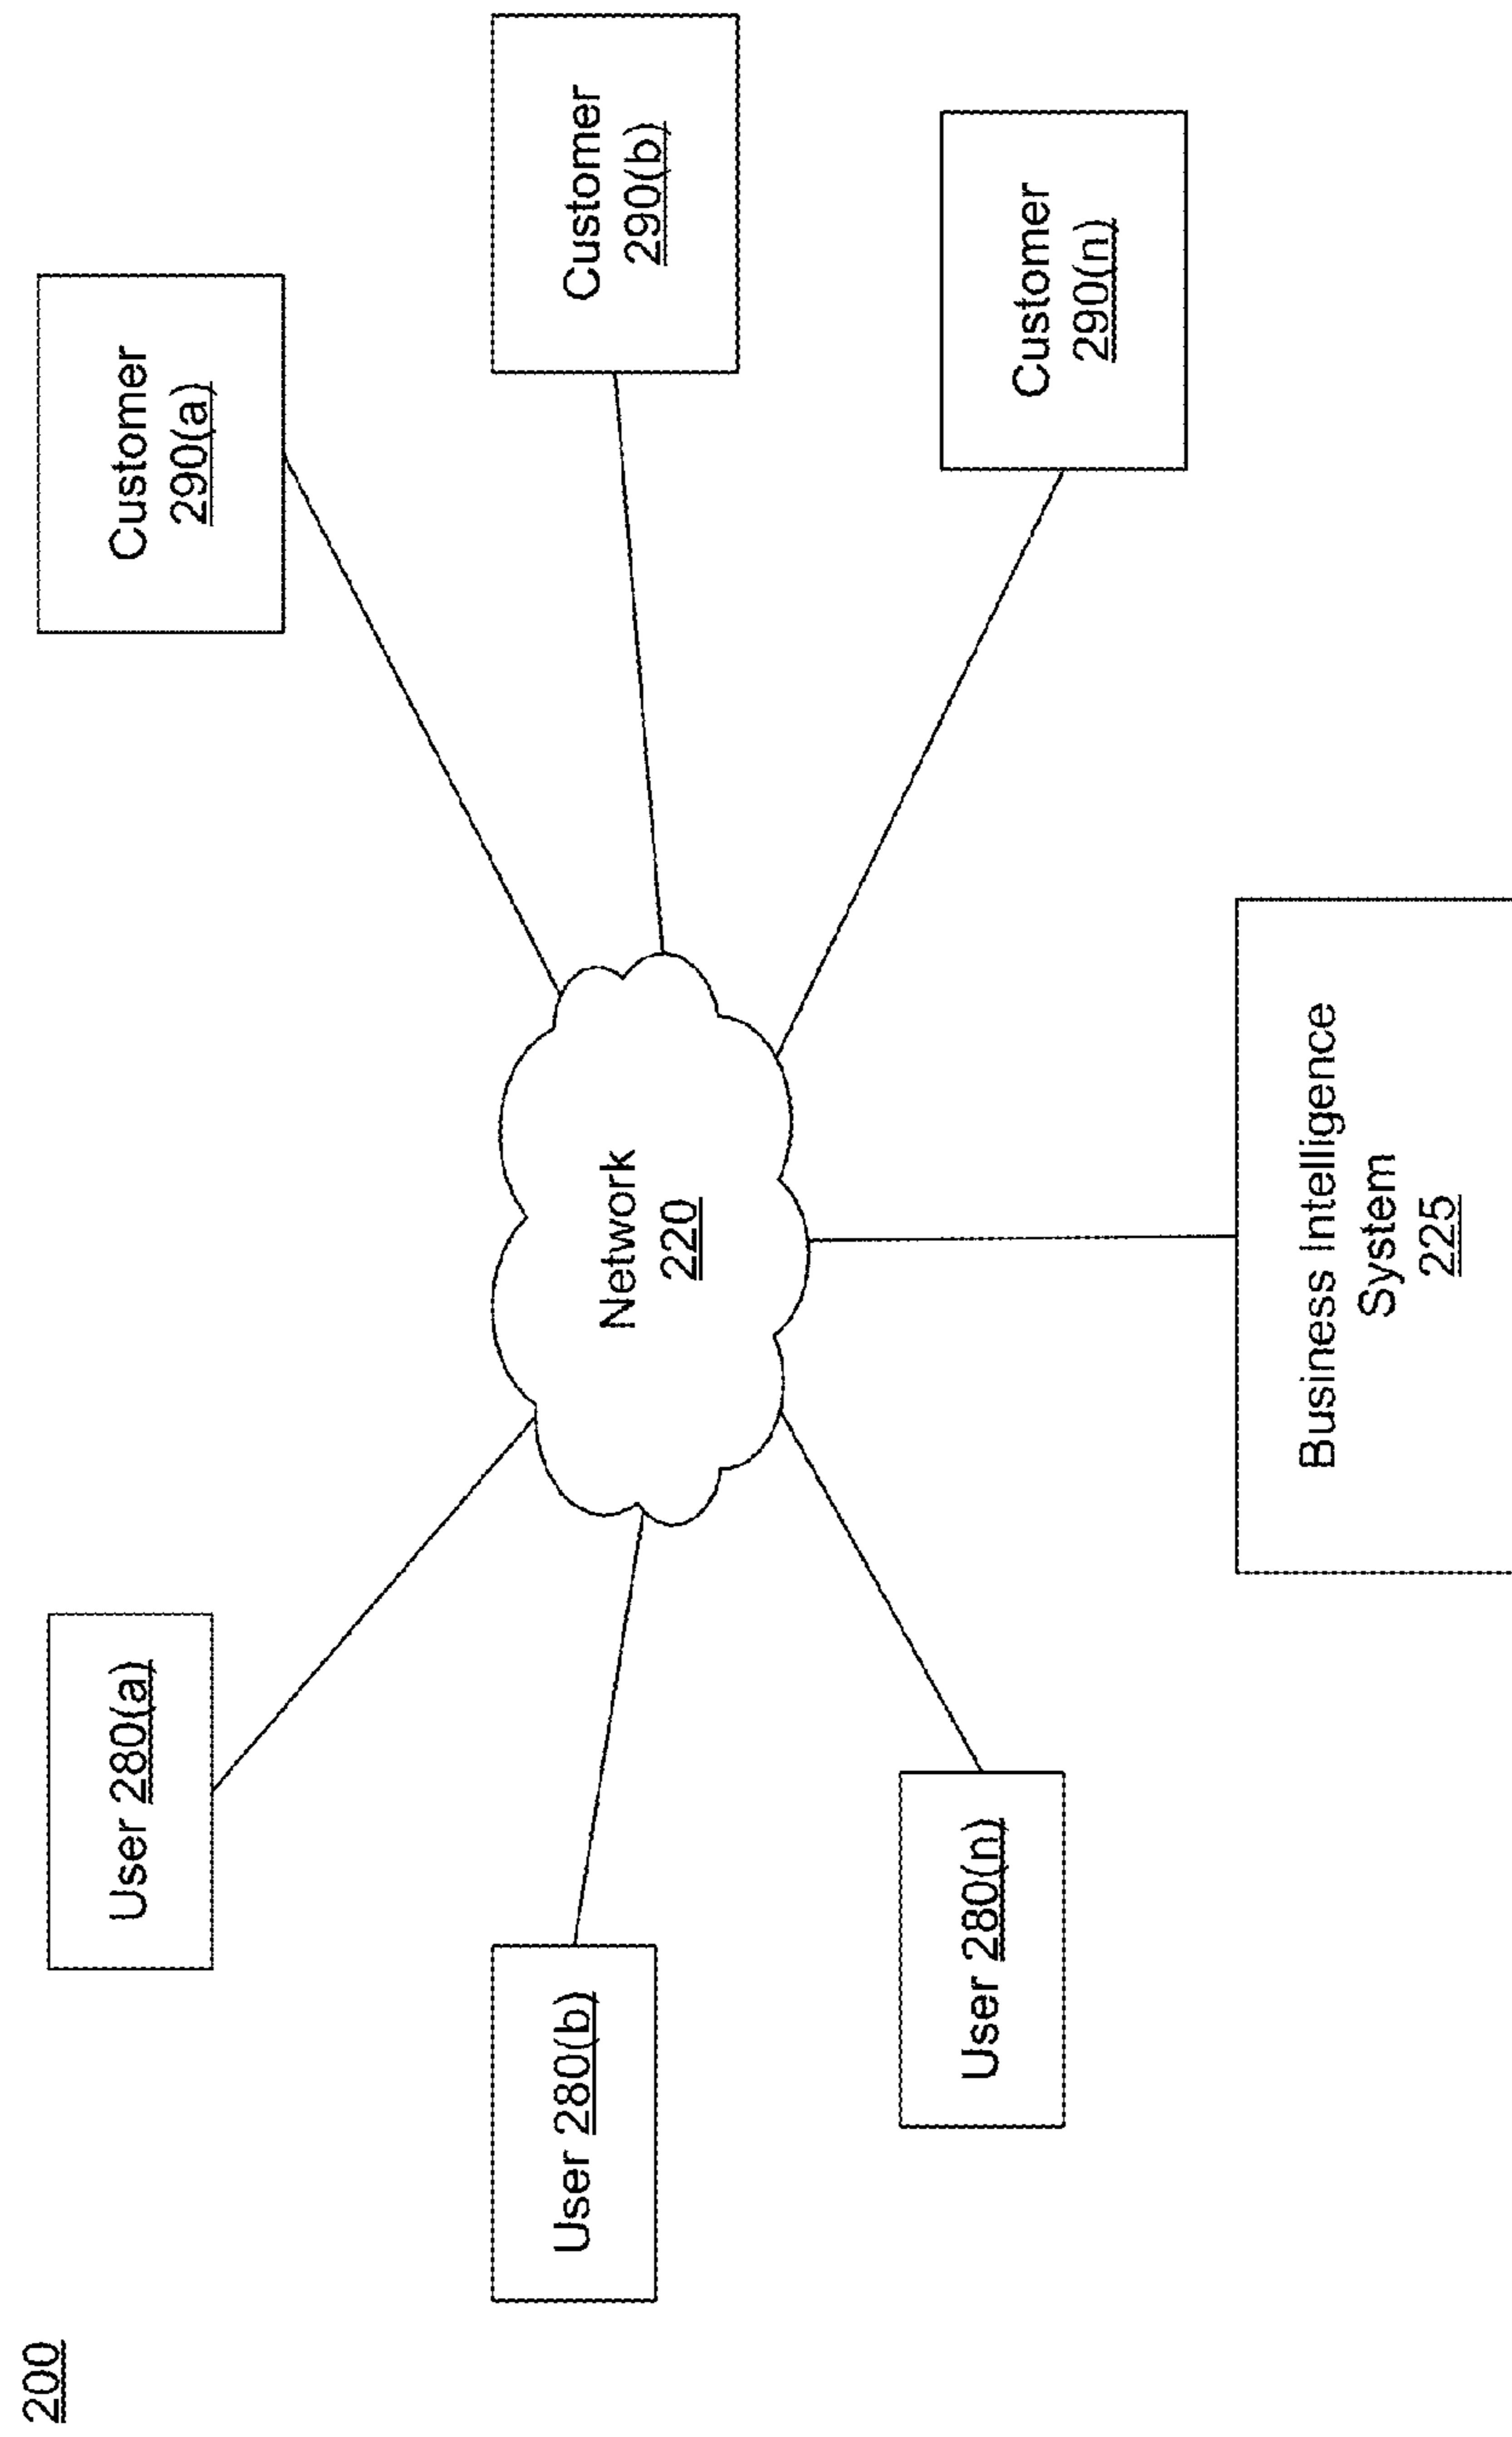 200
User 280(a)
Customer
290(a)
User 280(b)
Network
220
Customer
290(b)
User 280(n)
Customer
290(n)
Business Intelligence
System
225